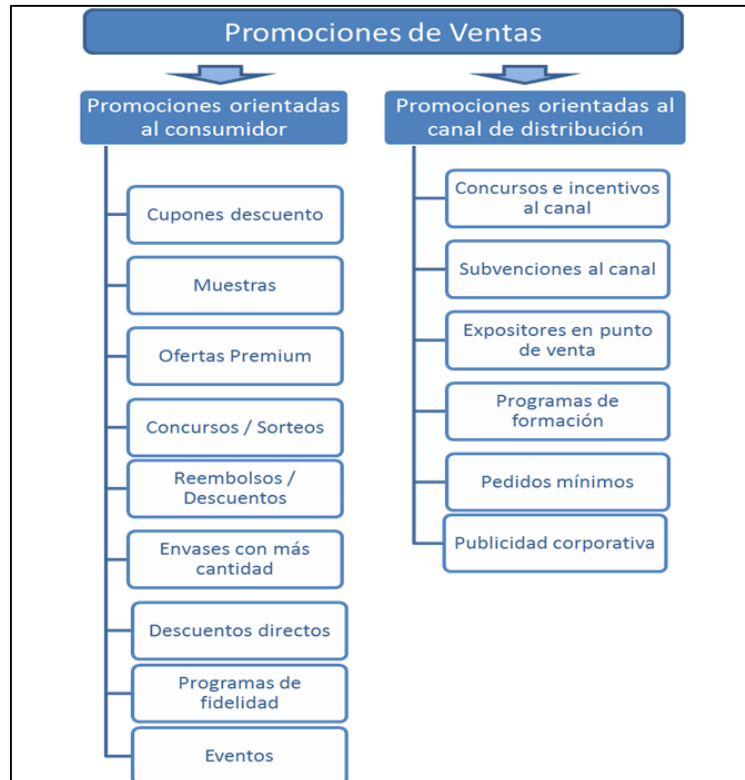 Promociones de Ventas
Promociones orientadas
al consumidor
Cupones descuento
Muestras
Ofertas Premium
Concursos / Sorteos
Reembolsos /
Descuentos
Envases con más
cantidad
Descuentos directos
Programas de
fidelidad
Eventos
Promociones orientadas al
canal de distribución
Concursos e incentivos
al canal
Subvenciones al canal
Expositores en punto
de venta
Programas de
formación
Pedidos mínimos
Publicidad corporativa